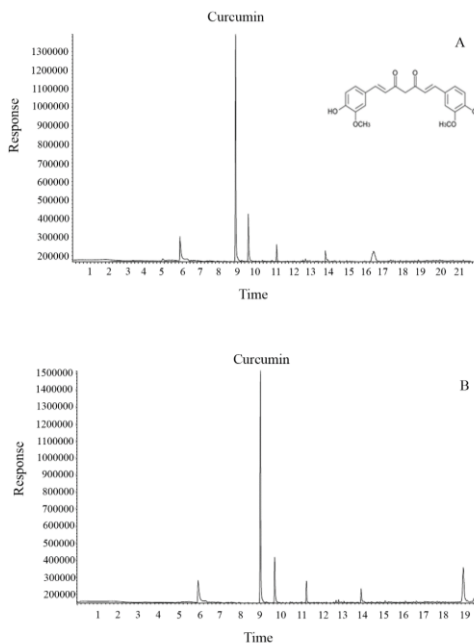 Curcumin
A
1300000
1200000
1100000
1000000
900000
800000
700000
600000
500000
400000
300000
200000
Response
HO
OCH₃
O
O
H₃CO
1 2 3 4 5 6 7 8 9 10 11 12 13 14 15 16 17 18 19 20 21
Time
Curcumin
B
1500000
1400000
1300000
1200000
1100000
1000000
900000
800000
700000
600000
500000
400000
300000
200000
Response
1 2 3 4 5 6 7 8 9 10 11 12 13 14 15 16 17 18 19
Time